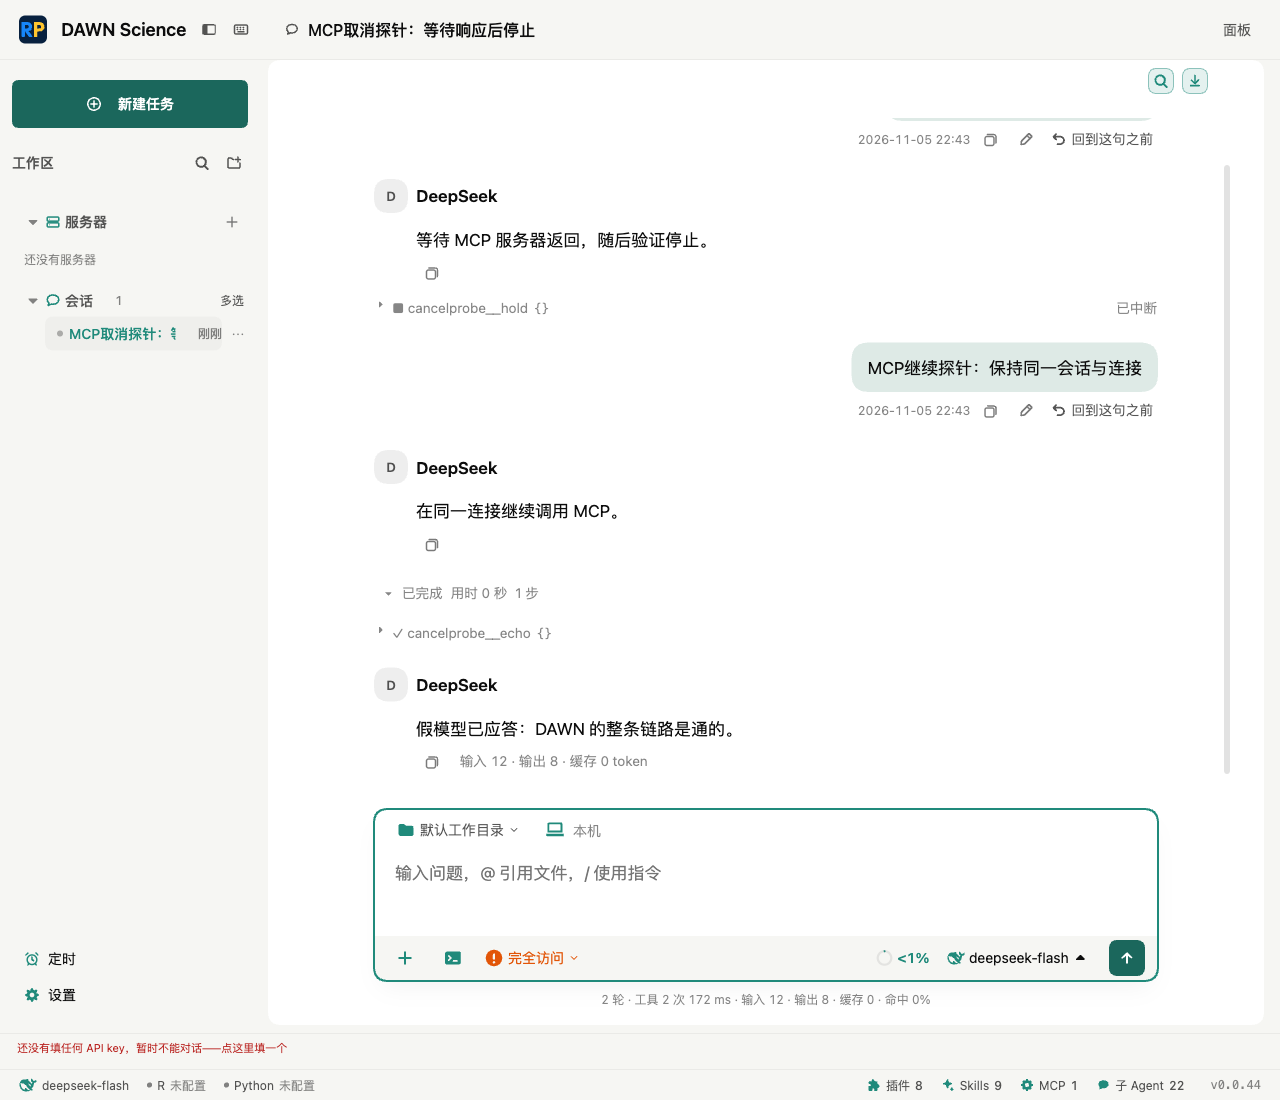 RP DAWN Science
MCP取消探针：等待响应后停止
面板
新建任务
工作区
服务器
还没有服务器
会话 1 多选
MCP取消探针： 刚刚 ···
定时
设置
2026-11-05 22:43 回到这句之前
D DeepSeek
等待 MCP 服务器返回，随后验证停止。
cancelprobe__hold {} 已中断
MCP继续探针：保持同一会话与连接
2026-11-05 22:43 回到这句之前
D DeepSeek
在同一连接继续调用 MCP。
已完成 用时 0 秒 1 步
cancelprobe__echo {}
D DeepSeek
假模型已应答：DAWN 的整条链路是通的。
输入 12 · 输出 8 · 缓存 0 token
默认工作目录 本机
输入问题，@ 引用文件，/ 使用指令
完全访问 <1% deepseek-flash
2 轮 · 工具 2 次 172 ms · 输入 12 · 输出 8 · 缓存 0 · 命中 0%
还没有填任何 API key，暂时不能对话——点这里填一个
deepseek-flash R 未配置 Python 未配置 插件 8 Skills 9 MCP 1 子 Agent 22 v0.0.44